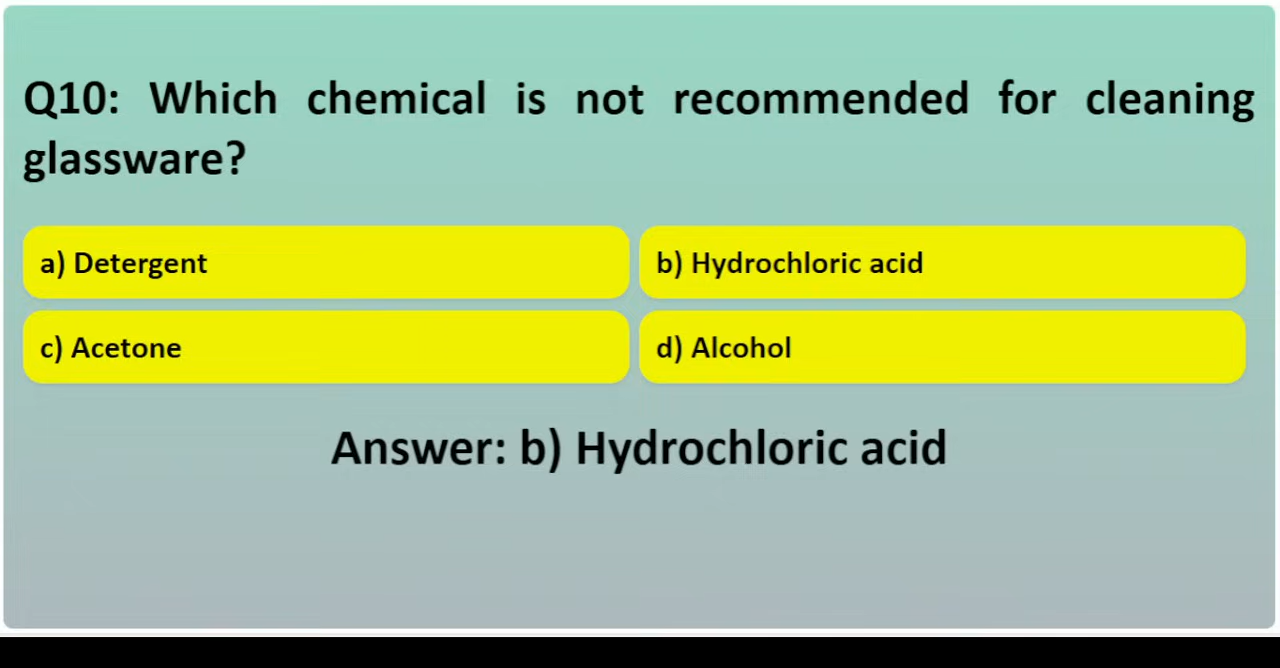 Q10: Which chemical is not recommended for cleaning
glassware?
a) Detergent
b) Hydrochloric acid
c) Acetone
d) Alcohol
Answer: b) Hydrochloric acid